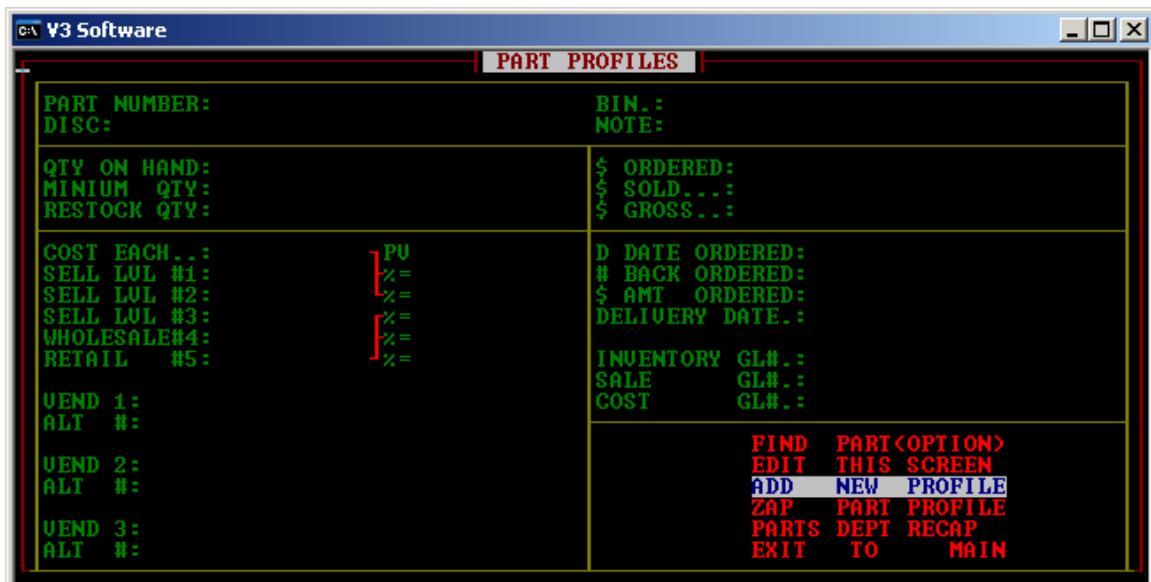 V3 Software
PART PROFILES
PART NUMBER:
DISC:
BIN.:
NOTE:
QTY ON HAND:
MINIUM QTY:
RESTOCK QTY:
$ ORDERED:
$ SOLD...:
$ GROSS..:
COST EACH..: PV
SELL LVL #1: %=
SELL LVL #2: %=
SELL LVL #3: %=
WHOLESALE#4: %=
RETAIL #5: %=
VEND 1:
ALT #:
VEND 2:
ALT #:
VEND 3:
ALT #:
D DATE ORDERED:
# BACK ORDERED:
$ AMT ORDERED:
DELIVERY DATE.:
INVENTORY GL#.:
SALE GL#.:
COST GL#.:
FIND PART(OPTION)
EDIT THIS SCREEN
ADD NEW PROFILE
ZAP PART PROFILE
PARTS DEPT RECAP
EXIT TO MAIN